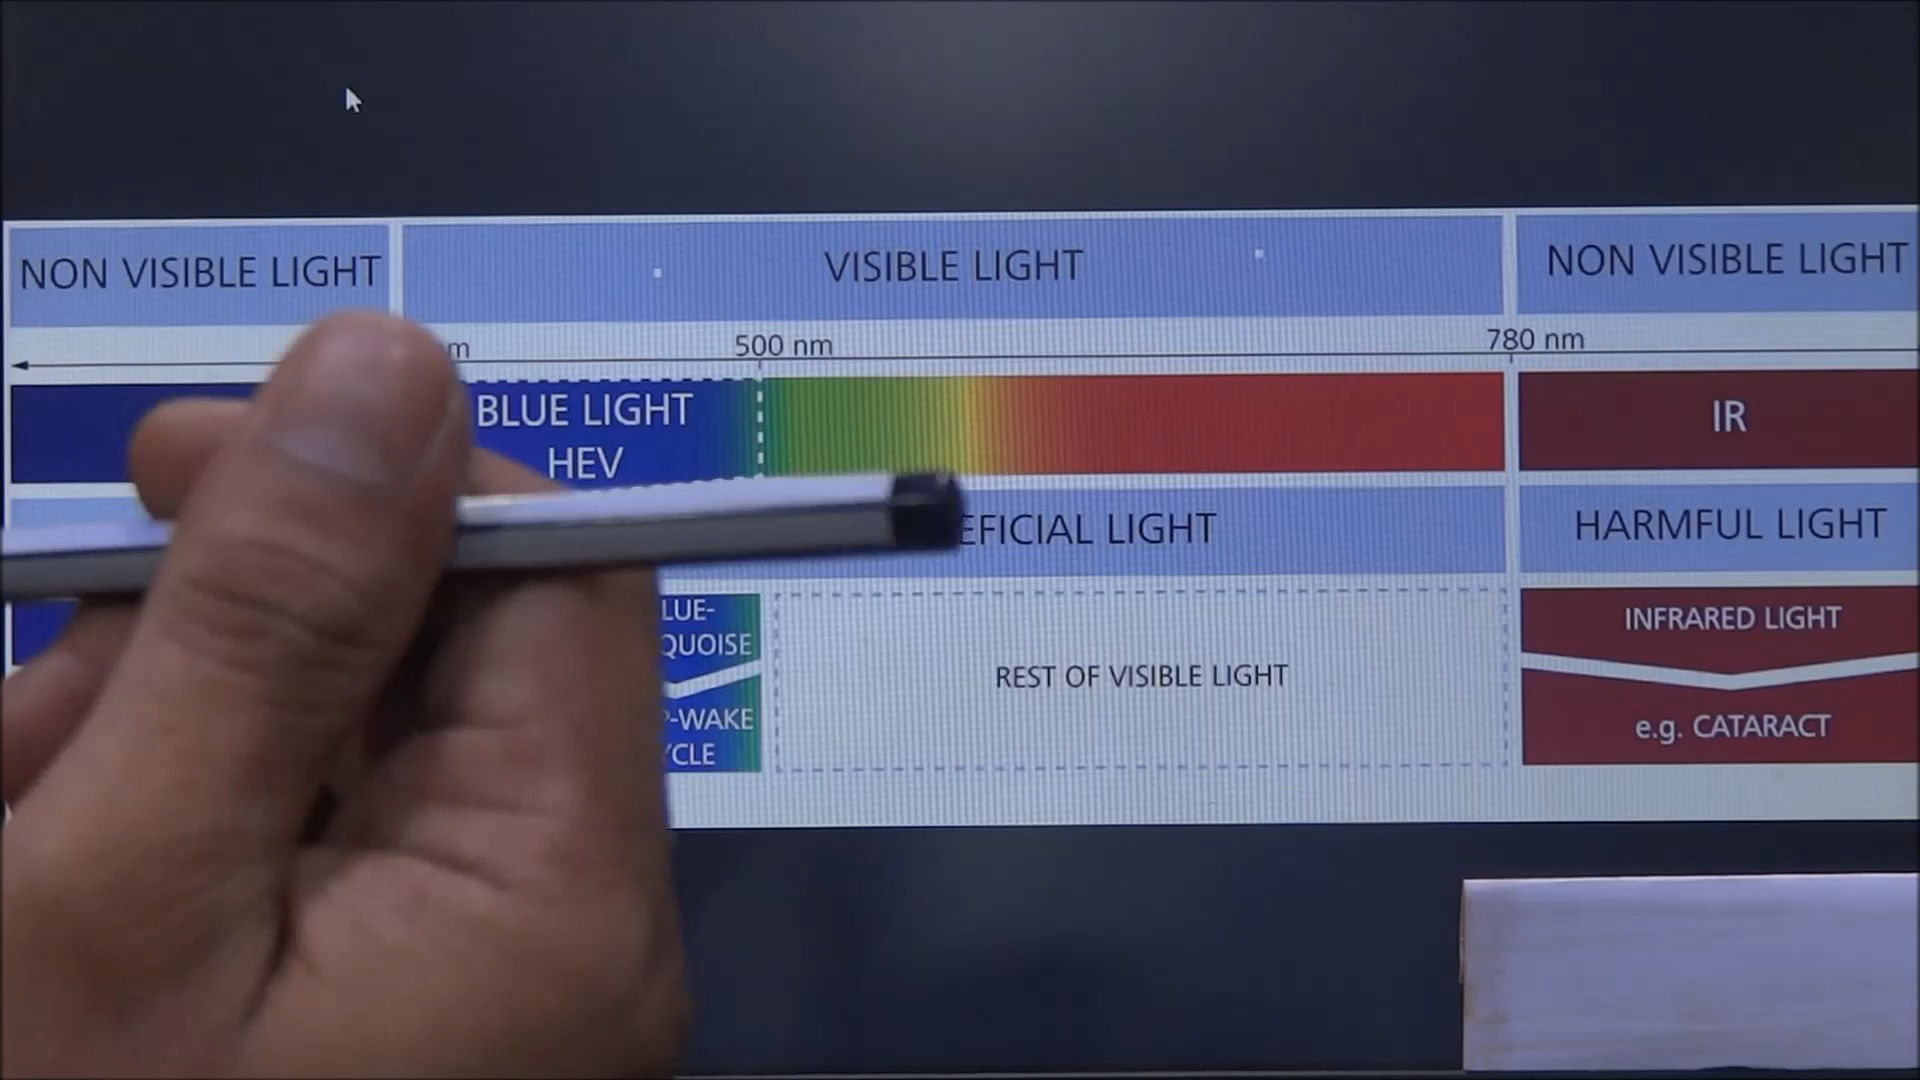 NON VISIBLE LIGHT
VISIBLE LIGHT
NON VISIBLE LIGHT
500 nm
780 nm
BLUE LIGHT
HEV
IR
LIGHT
HARMFUL LIGHT
REST OF VISIBLE LIGHT
INFRARED LIGHT
e.g. CATARACT